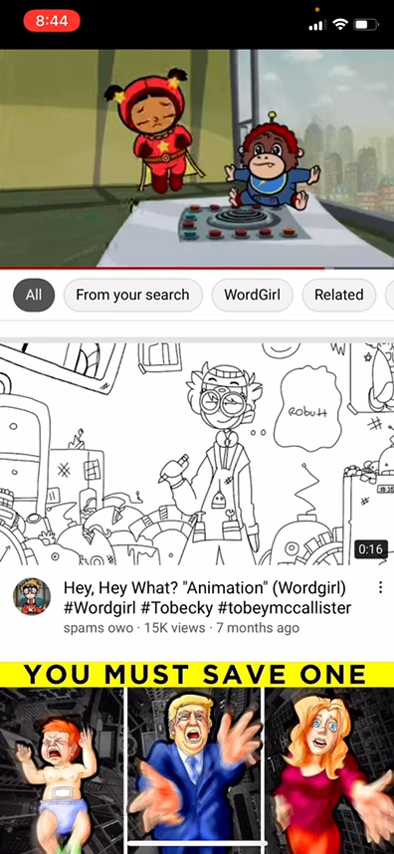 8:44
All From your search WordGirl Related
Robutt
0:16
Hey, Hey What? "Animation" (Wordgirl)
#Wordgirl #Tobecky #tobeymccallister
spams owo · 15K views · 7 months ago
YOU MUST SAVE ONE